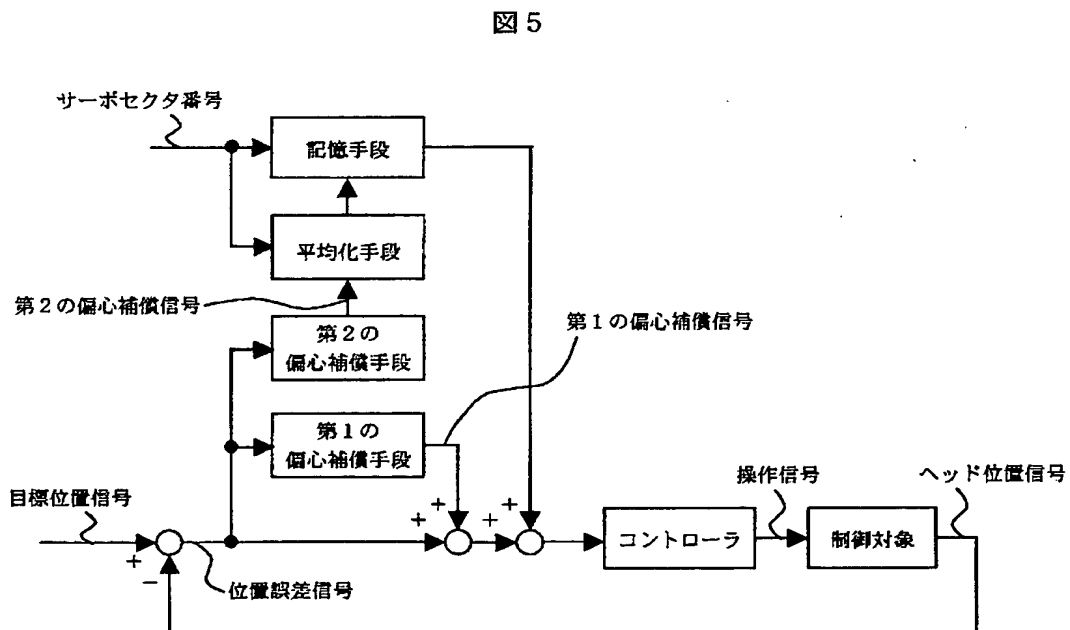 図5
サーボセクタ番号
記憶手段
平均化手段
第2の偏心補償信号
第2の
偏心補償手段
第1の偏心補償信号
第1の
偏心補償手段
目標位置信号
+
−
位置誤差信号
+
+
+
+
コントローラ
操作信号
制御対象
ヘッド位置信号